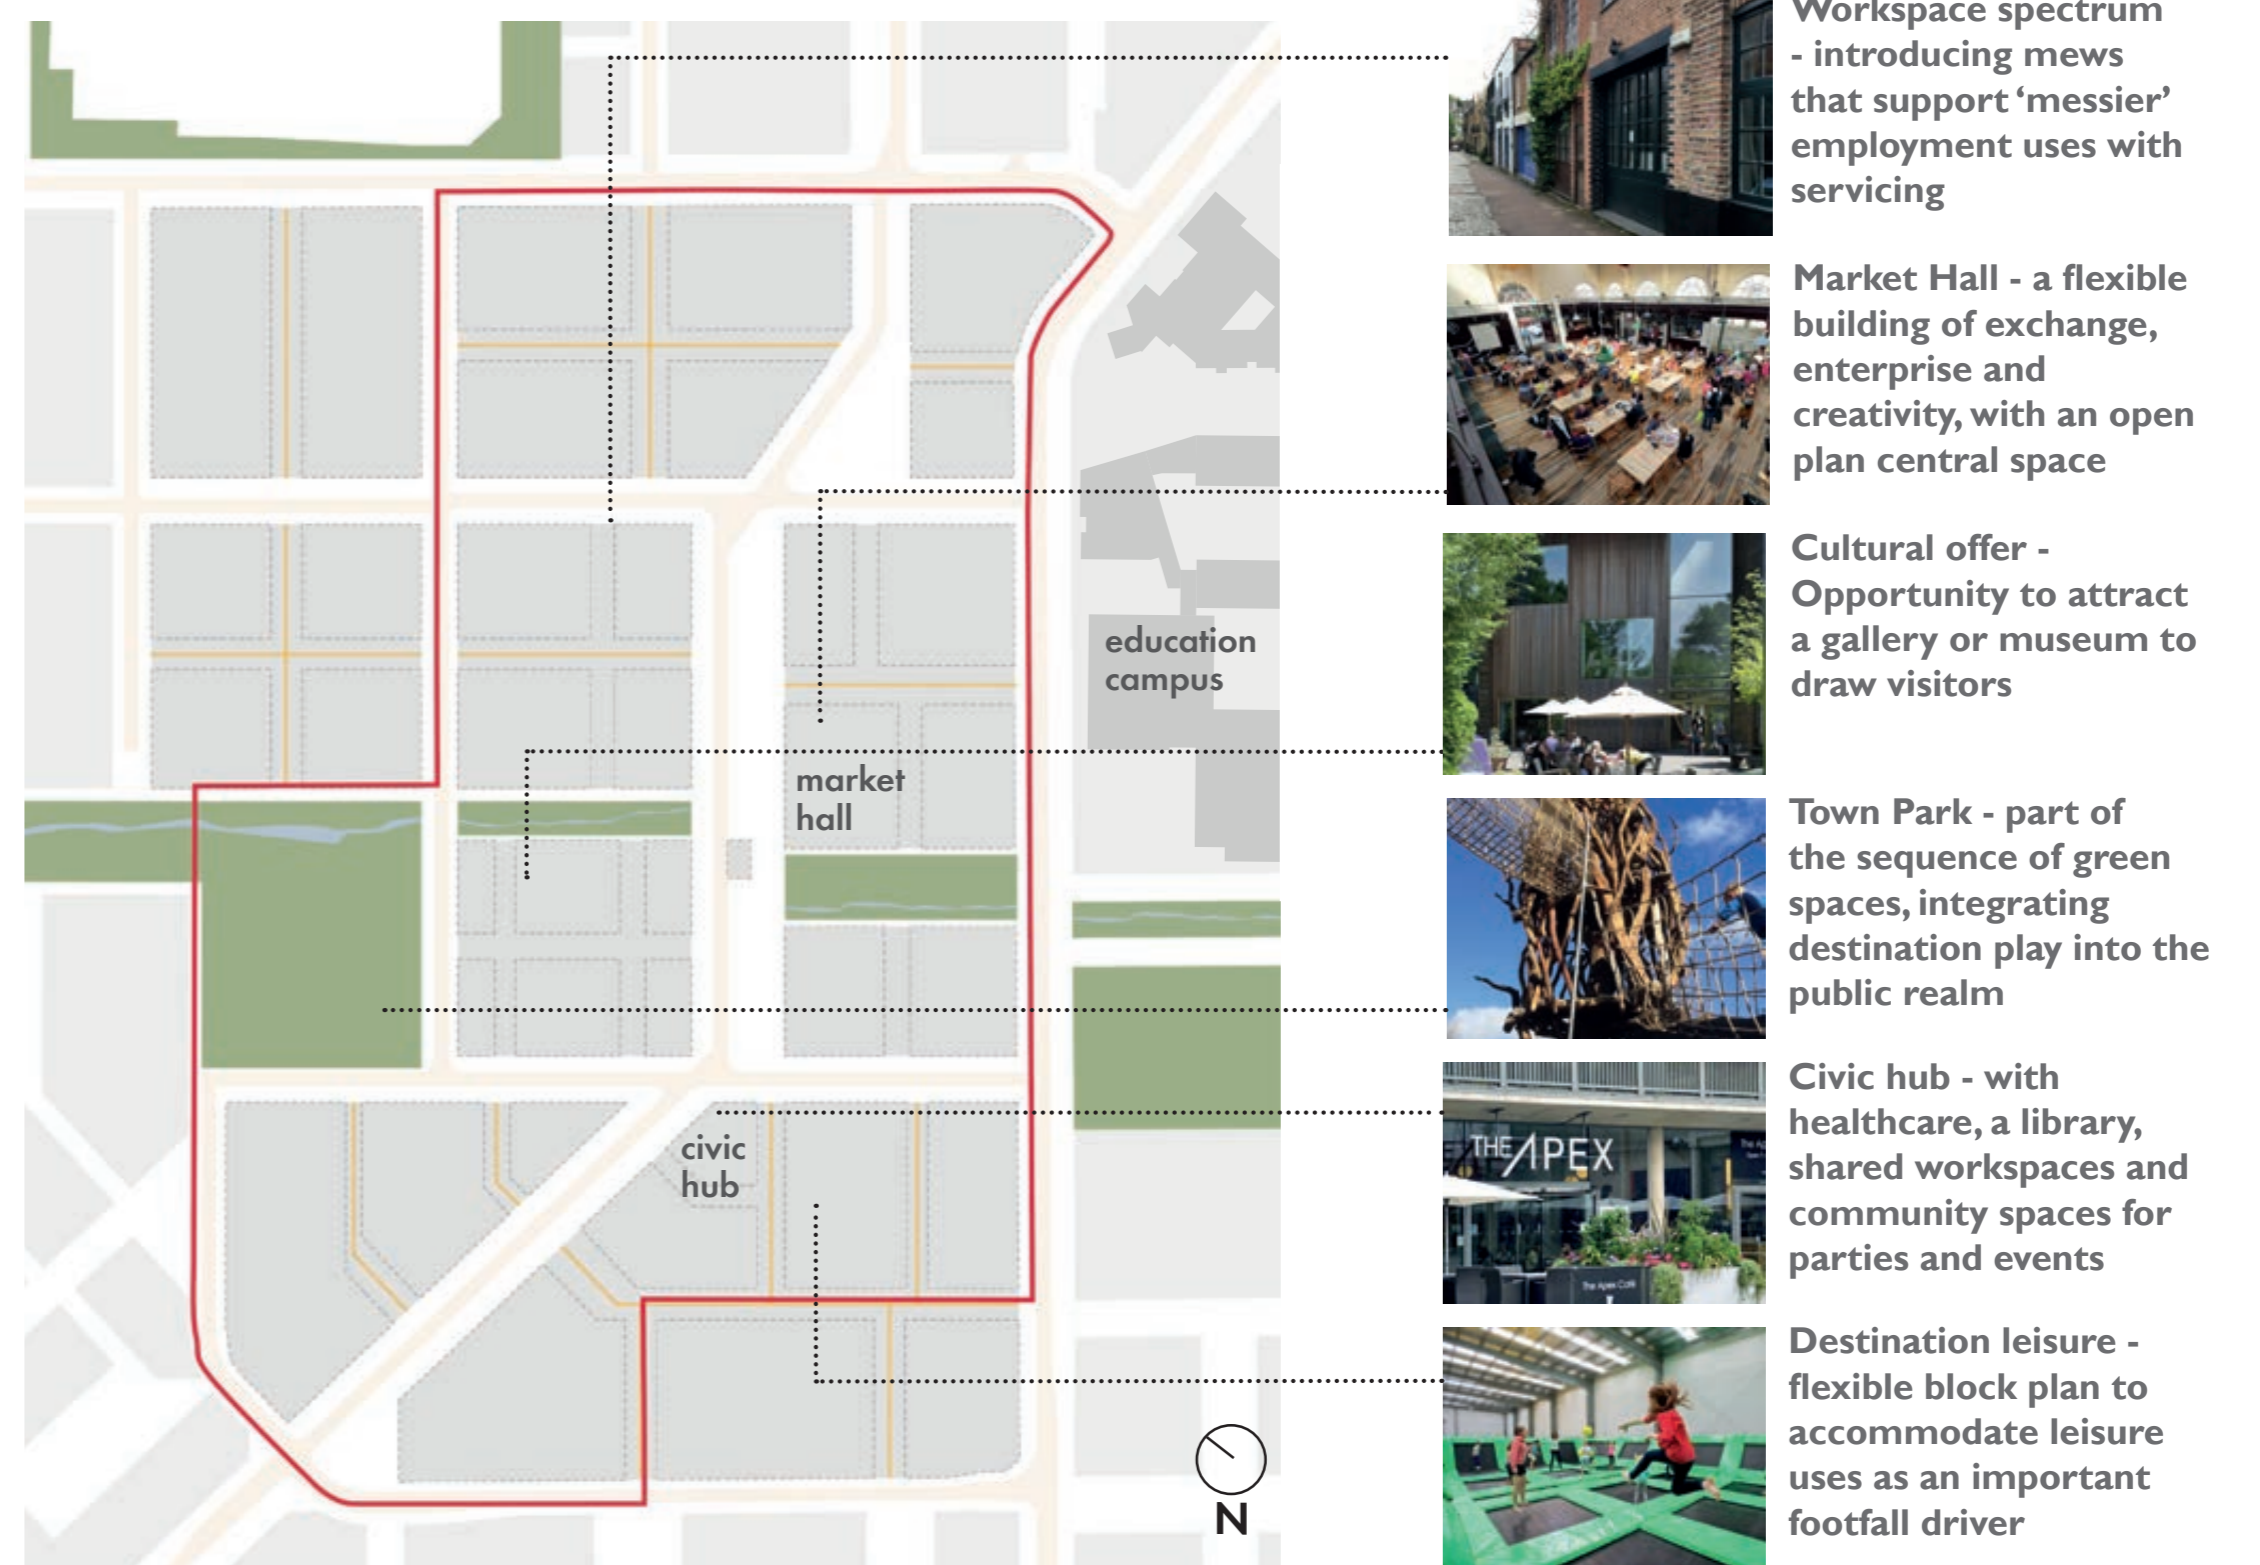 Workspace spectrum
- introducing mews
that support ‘messier’
employment uses with
servicing
Market Hall - a flexible
building of exchange,
enterprise and
creativity, with an open
plan central space
Cultural offer -
Opportunity to attract
a gallery or museum to
draw visitors
Town Park - part of
the sequence of green
spaces, integrating
destination play into the
public realm
Civic hub - with
healthcare, a library,
shared workspaces and
community spaces for
parties and events
Destination leisure -
flexible block plan to
accommodate leisure
uses as an important
footfall driver
education
campus
market
hall
civic
hub
N
THE APEX
The Apex Café